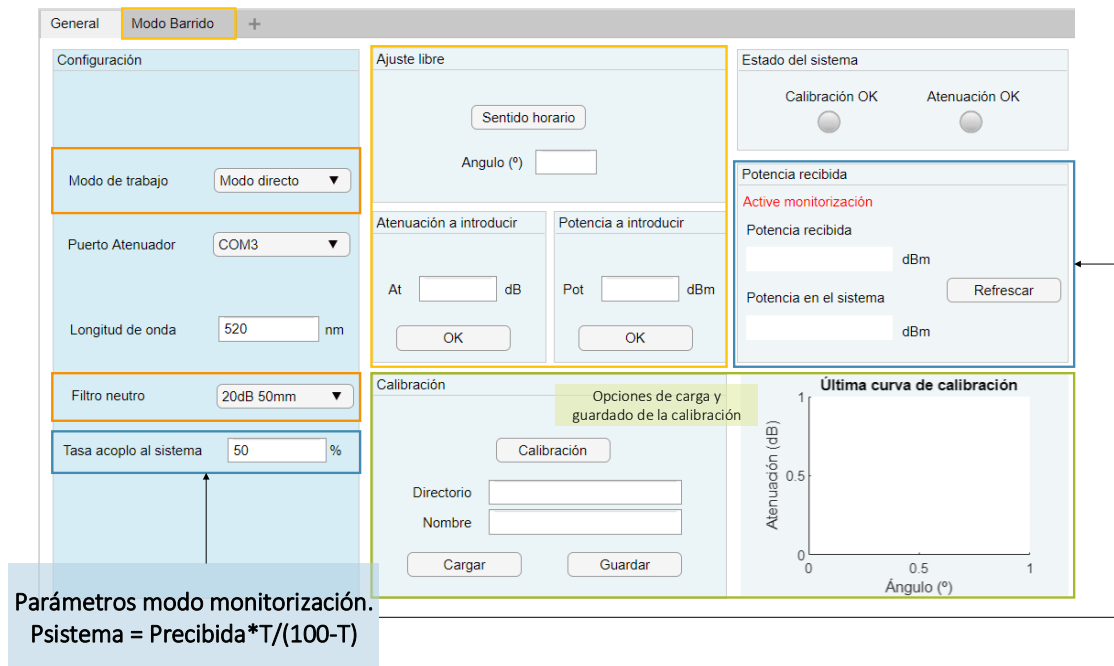 General
Modo Barrido
+
Configuración
Modo de trabajo
Modo directo
Puerto Atenuador
COM3
Longitud de onda
520
nm
Filtro neutro
20dB 50mm
Tasa acoplo al sistema
50
%
Ajuste libre
Sentido horario
Angulo (º)
Atenuación a introducir
At
dB
OK
Potencia a introducir
Pot
dBm
OK
Estado del sistema
Calibración OK
Atenuación OK
Potencia recibida
Active monitorización
Potencia recibida
dBm
Refrescar
Potencia en el sistema
dBm
Calibración
Opciones de carga y
guardado de la calibración
Calibración
Directorio
Nombre
Cargar
Guardar
Última curva de calibración
Atenuación (dB)
1
0.5
0
0
0.5
1
Ángulo (º)
Parámetros modo monitorización.
Psistema = Precibida*T/(100-T)